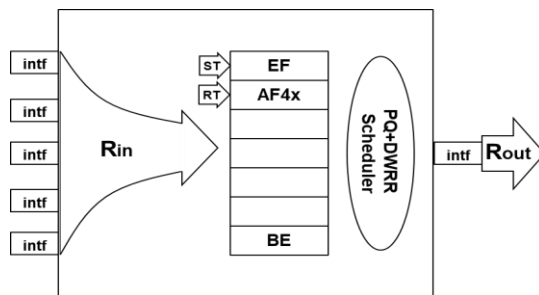 intf
intf
intf
intf
intf
Rin
ST
RT
EF
AF4x
BE
PQ+DWRR
Scheduler
intf
Rout